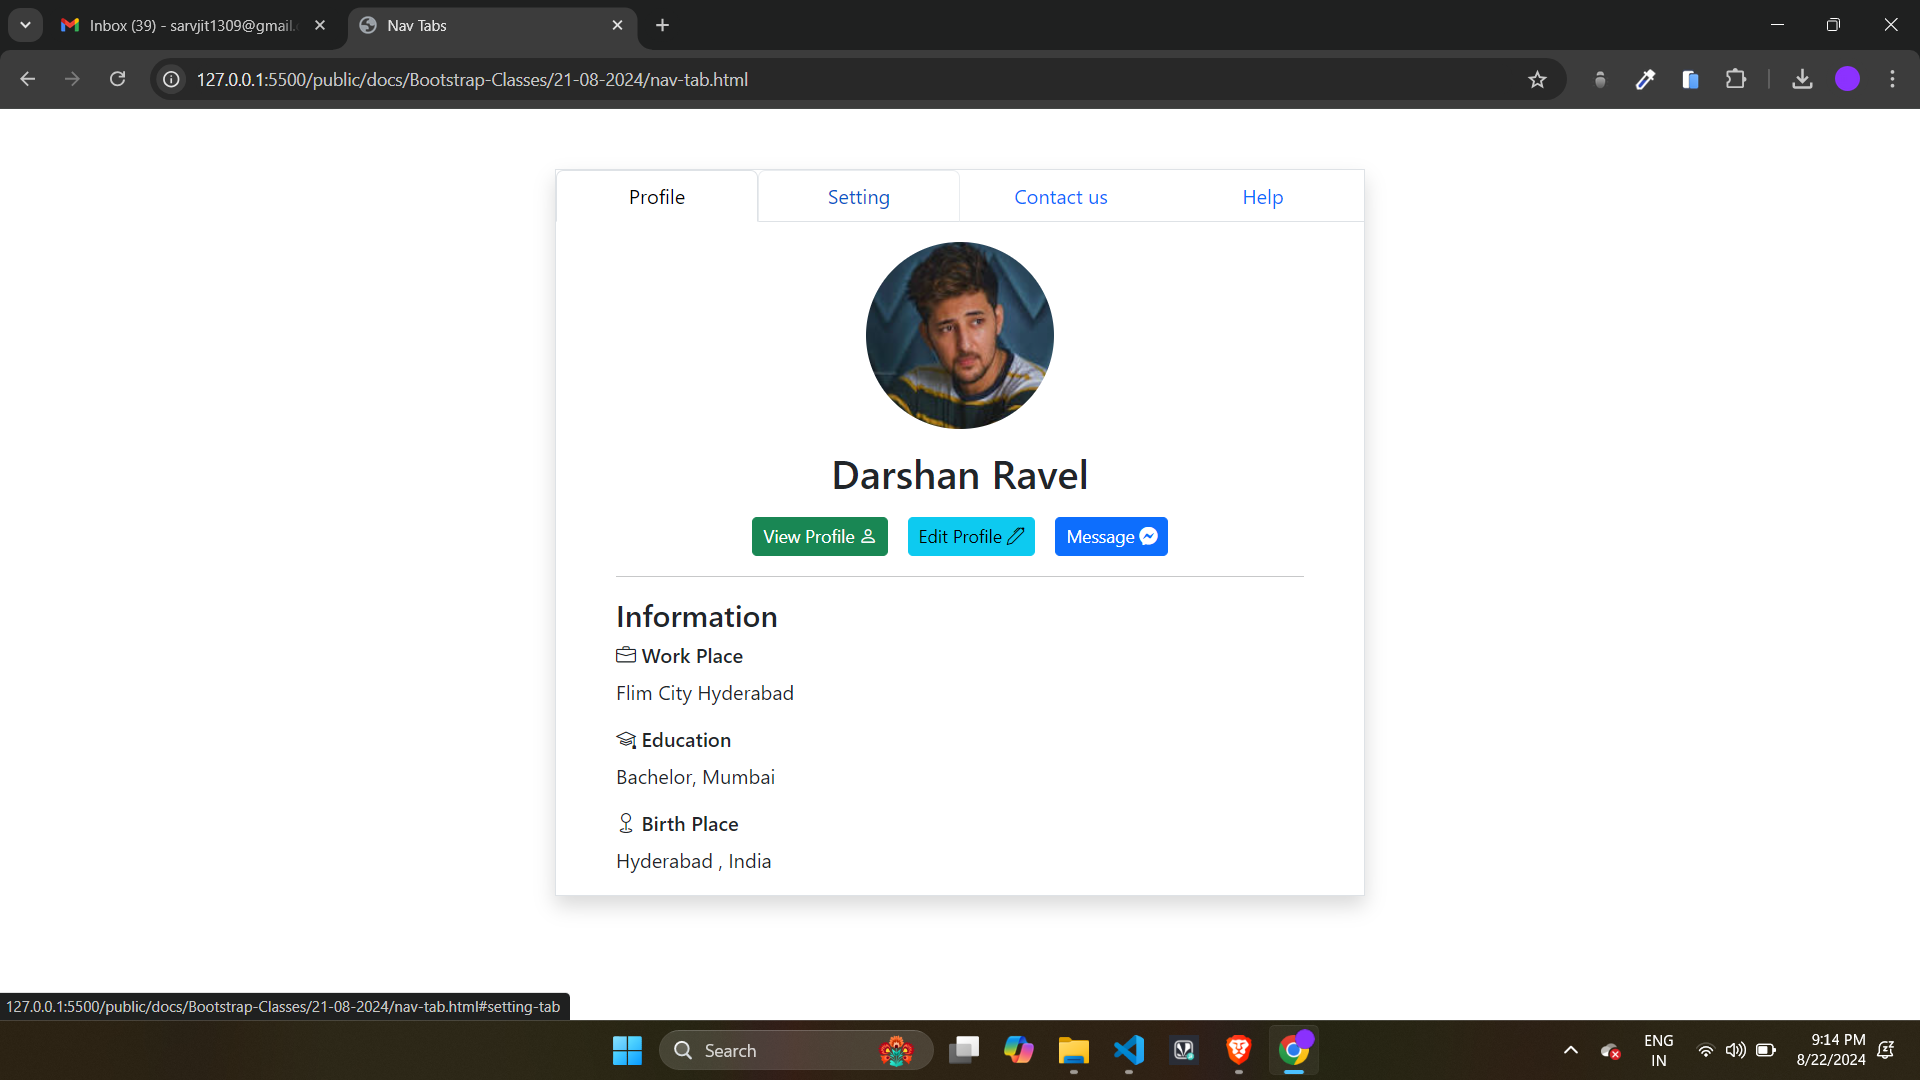 Inbox (39) - sarvjit1309@gmail.
Nav Tabs
127.0.0.1:5500/public/docs/Bootstrap-Classes/21-08-2024/nav-tab.html
Profile Setting Contact us Help
Darshan Ravel
View Profile Edit Profile Message
Information
Work Place
Flim City Hyderabad
Education
Bachelor, Mumbai
Birth Place
Hyderabad , India
127.0.0.1:5500/public/docs/Bootstrap-Classes/21-08-2024/nav-tab.html#setting-tab
Search
ENG
IN
9:14 PM
8/22/2024